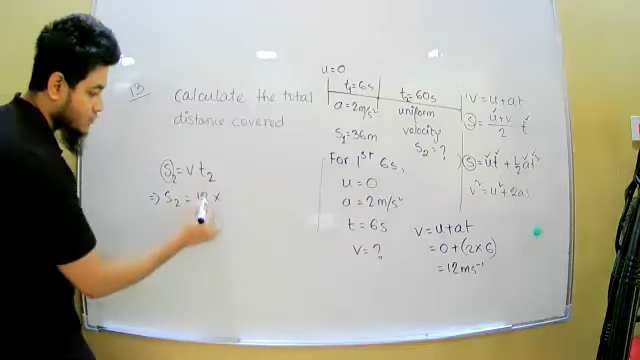 13
Calculate the total
distance covered
S₂ = v t₂
⇒ S₂ = 12 ×
u=0
t₁=6s
a=2m/s²
S₁=36m
t₂=60s
uniform
velocity
S₂=?
For 1st 6s,
u=0
a=2m/s²
t=6s
v=?
v=u+at
=0+(2×6)
=12ms⁻¹
v=u+at
S=u+v/2 t
S=ut+½at²
v²=u²+2as